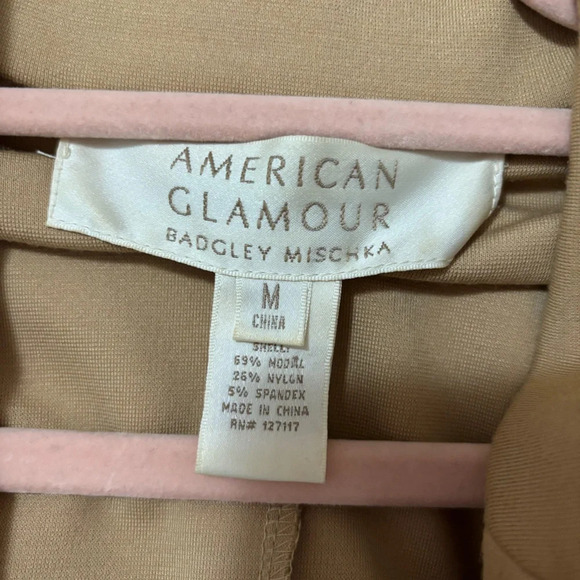 AMERICAN
GLAMOUR
BADGLEY MISCHKA
M
CHINA
SHELL:
69% MODAL
26% NYLON
5% SPANDEX
MADE IN CHINA
RN# 127117